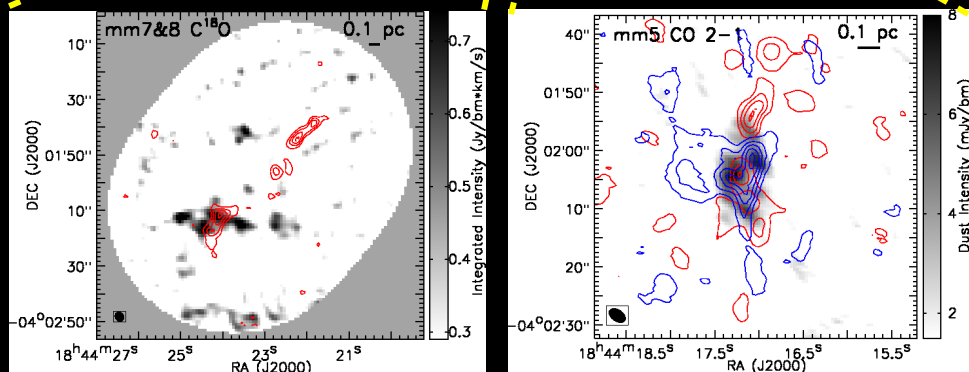 mm7&8 C¹⁸O
0.1 pc
DEC (J2000)
10''
30''
01'50''
10''
30''
−04°02'50''
18ʰ44ᵐ27ˢ
25ˢ
23ˢ
21ˢ
RA (J2000)
0.7
0.6
0.5
0.4
0.3
Integrated Intensity (Jy/bm*km/s)
mm5 CO 2−1
0.1 pc
DEC (J2000)
40''
01'50''
02'00''
10''
20''
−04°02'30''
18ʰ44ᵐ18.5ˢ
17.5ˢ
16.5ˢ
15.5ˢ
RA (J2000)
8
6
4
2
Dust Intensity (mJy/bm)